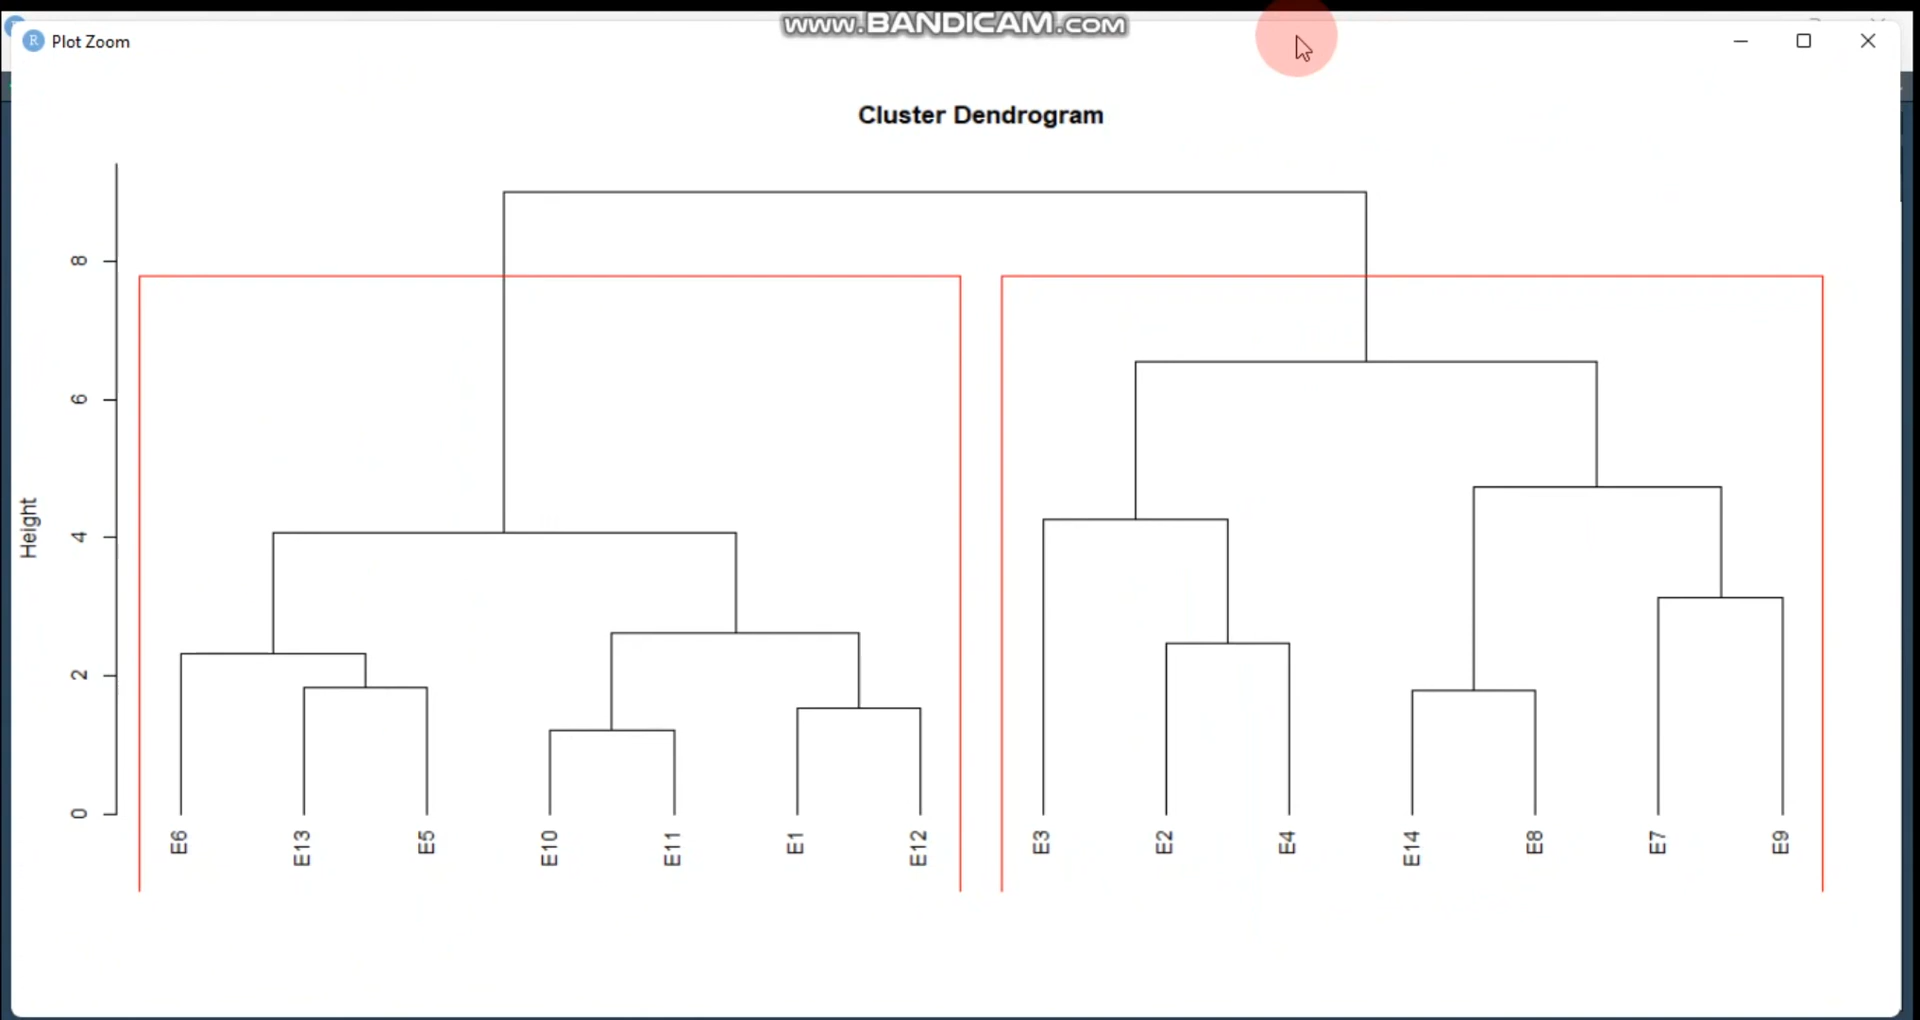 www.BANDICAM.com
R Plot Zoom
Cluster Dendrogram
Height
8
6
4
2
0
E6 E13 E5 E10 E11 E1 E12 E3 E2 E4 E14 E8 E7 E9